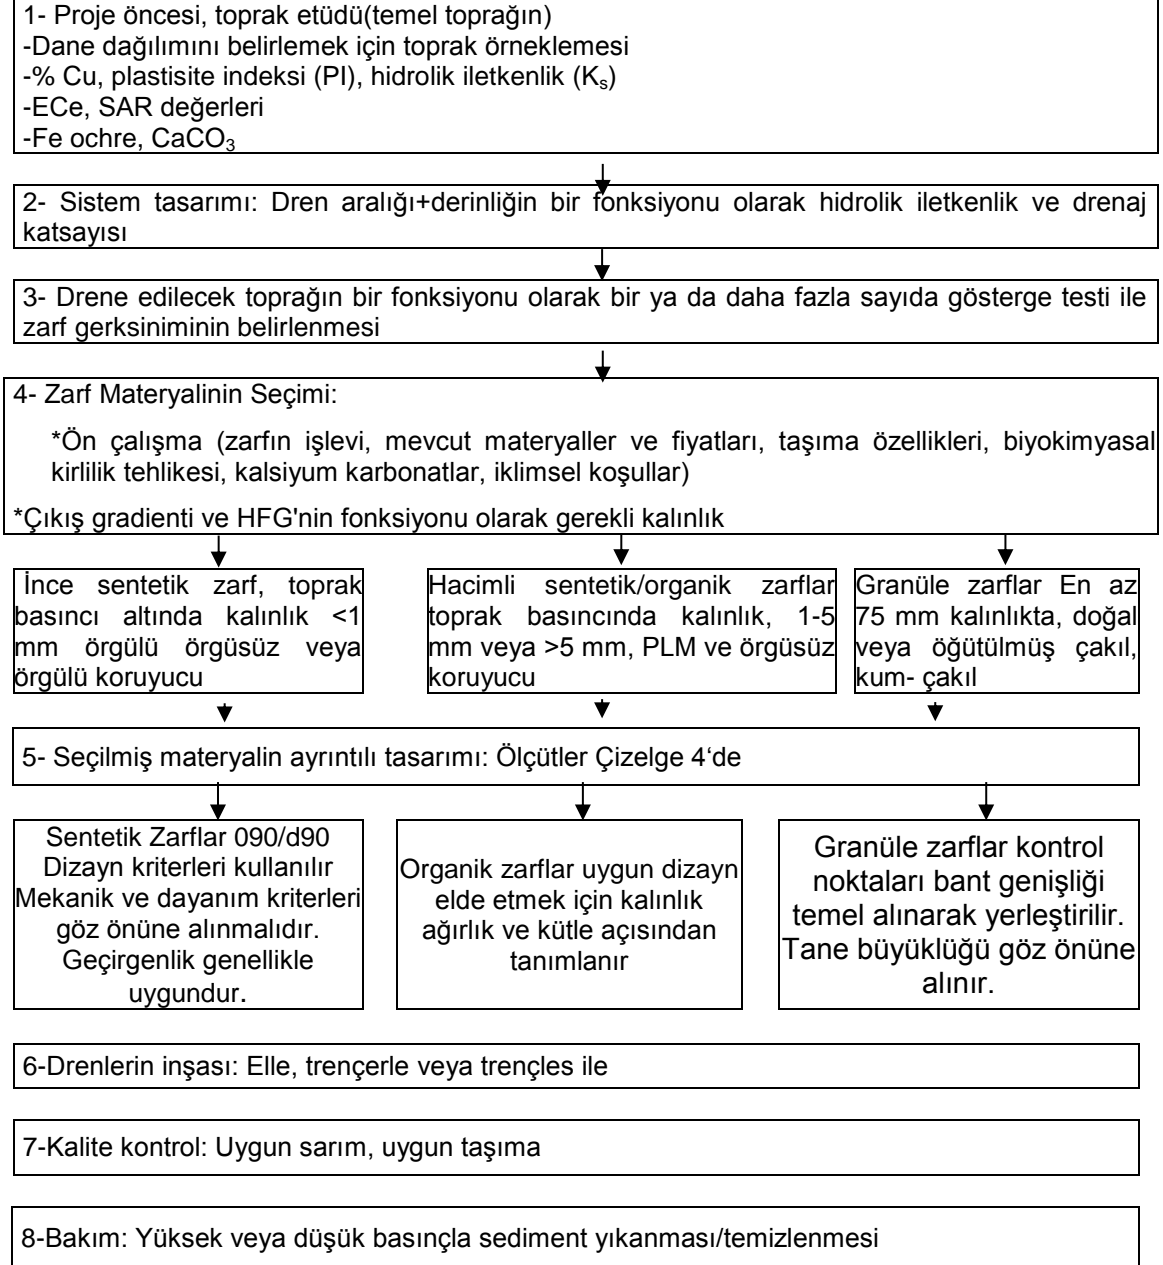 1- Proje öncesi, toprak etüdü(temel toprağın)
-Dane dağılımını belirlemek için toprak örneklemesi
-% Cu, plastisite indeksi (PI), hidrolik iletkenlik (Kₛ)
-ECe, SAR değerleri
-Fe ochre, CaCO₃
2- Sistem tasarımı: Dren aralığı+derinliğin bir fonksiyonu olarak hidrolik iletkenlik ve drenaj
katsayısı
3- Drene edilecek toprağın bir fonksiyonu olarak bir ya da daha fazla sayıda gösterge testi ile
zarf gerksiniminin belirlenmesi
4- Zarf Materyalinin Seçimi:
*Ön çalışma (zarfın işlevi, mevcut materyaller ve fiyatları, taşıma özellikleri, biyokimyasal
kirlilik tehlikesi, kalsiyum karbonatlar, iklimsel koşullar)
*Çıkış gradienti ve HFG'nin fonksiyonu olarak gerekli kalınlık
İnce sentetik zarf, toprak
basıncı altında kalınlık <1
mm örgülü örgüsüz veya
örgülü koruyucu
Hacimli sentetik/organik zarflar
toprak basıncında kalınlık, 1-5
mm veya >5 mm, PLM ve örgüsüz
koruyucu
Granüle zarflar En az
75 mm kalınlıkta, doğal
veya öğütülmüş çakıl,
kum- çakıl
5- Seçilmiş materyalin ayrıntılı tasarımı: Ölçütler Çizelge 4'de
Sentetik Zarflar 090/d90
Dizayn kriterleri kullanılır
Mekanik ve dayanım kriterleri
göz önüne alınmalıdır.
Geçirgenlik genellikle
uygundur.
Organik zarflar uygun dizayn
elde etmek için kalınlık
ağırlık ve kütle açısından
tanımlanır
Granüle zarflar kontrol
noktaları bant genişliği
temel alınarak yerleştirilir.
Tane büyüklüğü göz önüne
alınır.
6-Drenlerin inşası: Elle, trençerle veya trençles ile
7-Kalite kontrol: Uygun sarım, uygun taşıma
8-Bakım: Yüksek veya düşük basınçla sediment yıkanması/temizlenmesi